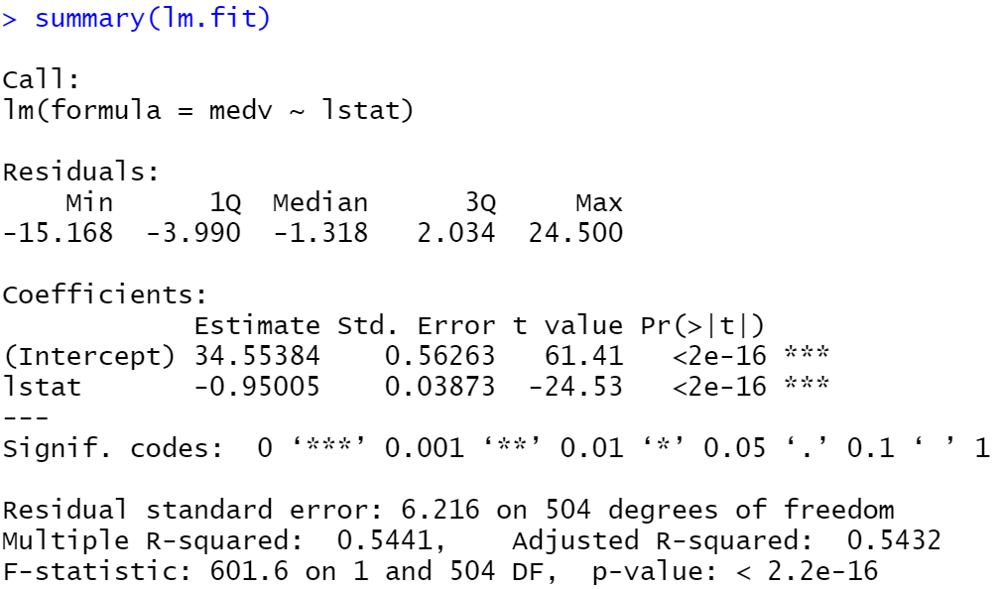 > summary(lm.fit)
Call:
lm(formula = medv ~ lstat)
Residuals:
    Min      1Q  Median      3Q     Max
-15.168  -3.990  -1.318   2.034  24.500
Coefficients:
            Estimate Std. Error t value Pr(>|t|)
(Intercept) 34.55384    0.56263   61.41   <2e-16 ***
lstat       -0.95005    0.03873  -24.53   <2e-16 ***
---
Signif. codes:  0 ‘***’ 0.001 ‘**’ 0.01 ‘*’ 0.05 ‘.’ 0.1 ‘ ’ 1
Residual standard error: 6.216 on 504 degrees of freedom
Multiple R-squared:  0.5441,    Adjusted R-squared:  0.5432
F-statistic: 601.6 on 1 and 504 DF,  p-value: < 2.2e-16